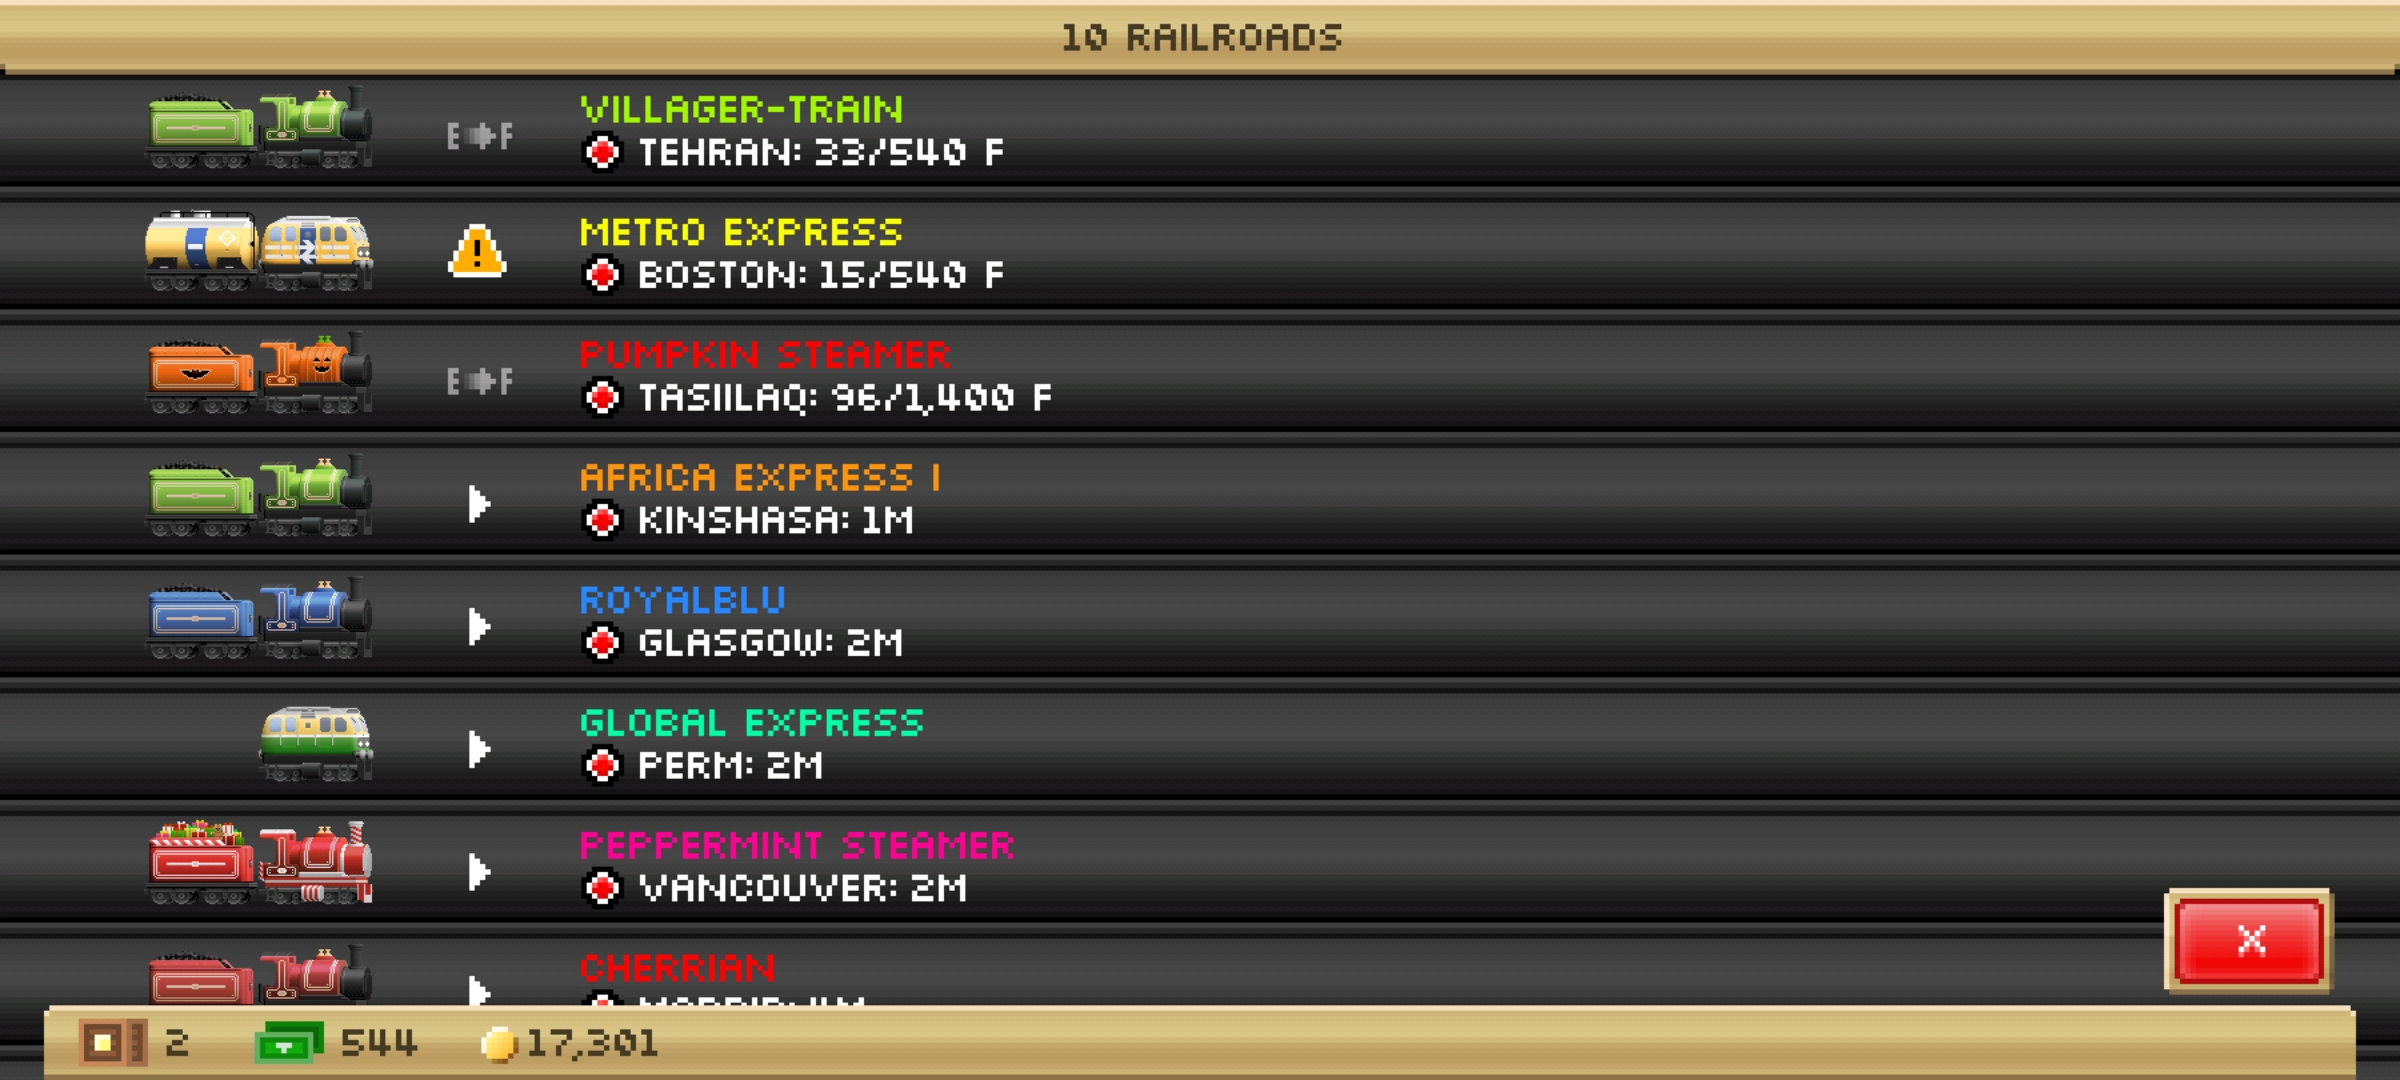 10 RAILROADS
VILLAGER-TRAIN
E F
TEHRAN: 33/540 F
METRO EXPRESS
!
BOSTON: 15/540 F
PUMPKIN STEAMER
E F
TASIILAQ: 96/1,400 F
AFRICA EXPRESS I
KINSHASA: 1M
ROYALBLU
GLASGOW: 2M
GLOBAL EXPRESS
PERM: 2M
PEPPERMINT STEAMER
VANCOUVER: 2M
X
CHERRIAN
2 544 17,301